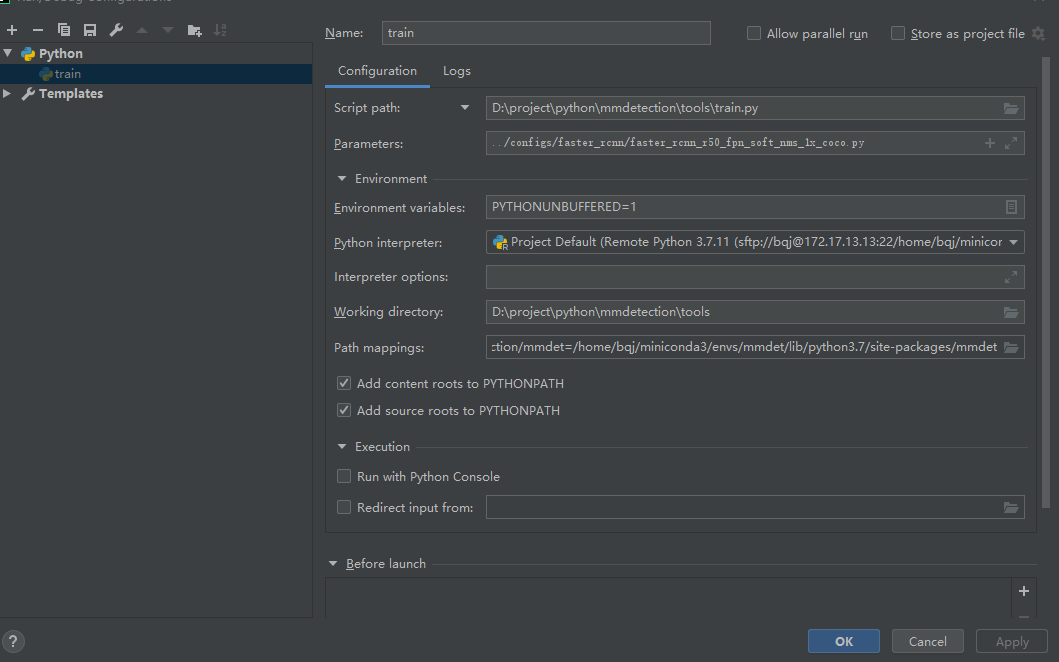 Name:
train
Allow parallel run
Store as project file
Python
train
Templates
Configuration
Logs
Script path:
D:\project\python\mmdetection\tools\train.py
Parameters:
../configs/faster_rcnn/faster_rcnn_r50_fpn_soft_nms_1x_coco.py
Environment
Environment variables:
PYTHONUNBUFFERED=1
Python interpreter:
Project Default (Remote Python 3.7.11 (sftp://bqj@172.17.13.13:22/home/bqj/minicor
Interpreter options:
Working directory:
D:\project\python\mmdetection\tools
Path mappings:
ction/mmdet=/home/bqj/miniconda3/envs/mmdet/lib/python3.7/site-packages/mmdet
Add content roots to PYTHONPATH
Add source roots to PYTHONPATH
Execution
Run with Python Console
Redirect input from:
Before launch
?
OK
Cancel
Apply